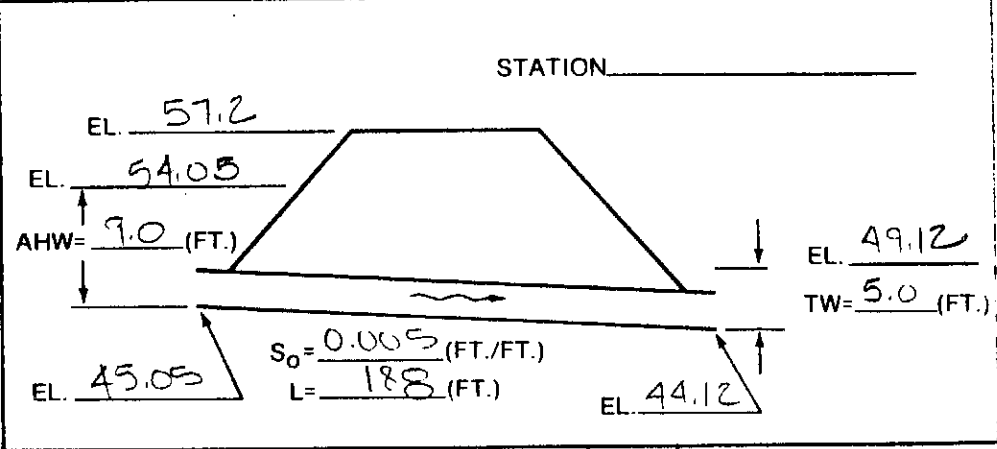 STATION
EL. 57.2
EL. 54.05
AHW= 9.0 (FT.)
EL. 49.12
TW= 5.0 (FT.)
So= 0.005 (FT./FT.)
L= 188 (FT.)
EL. 45.05
EL. 44.12